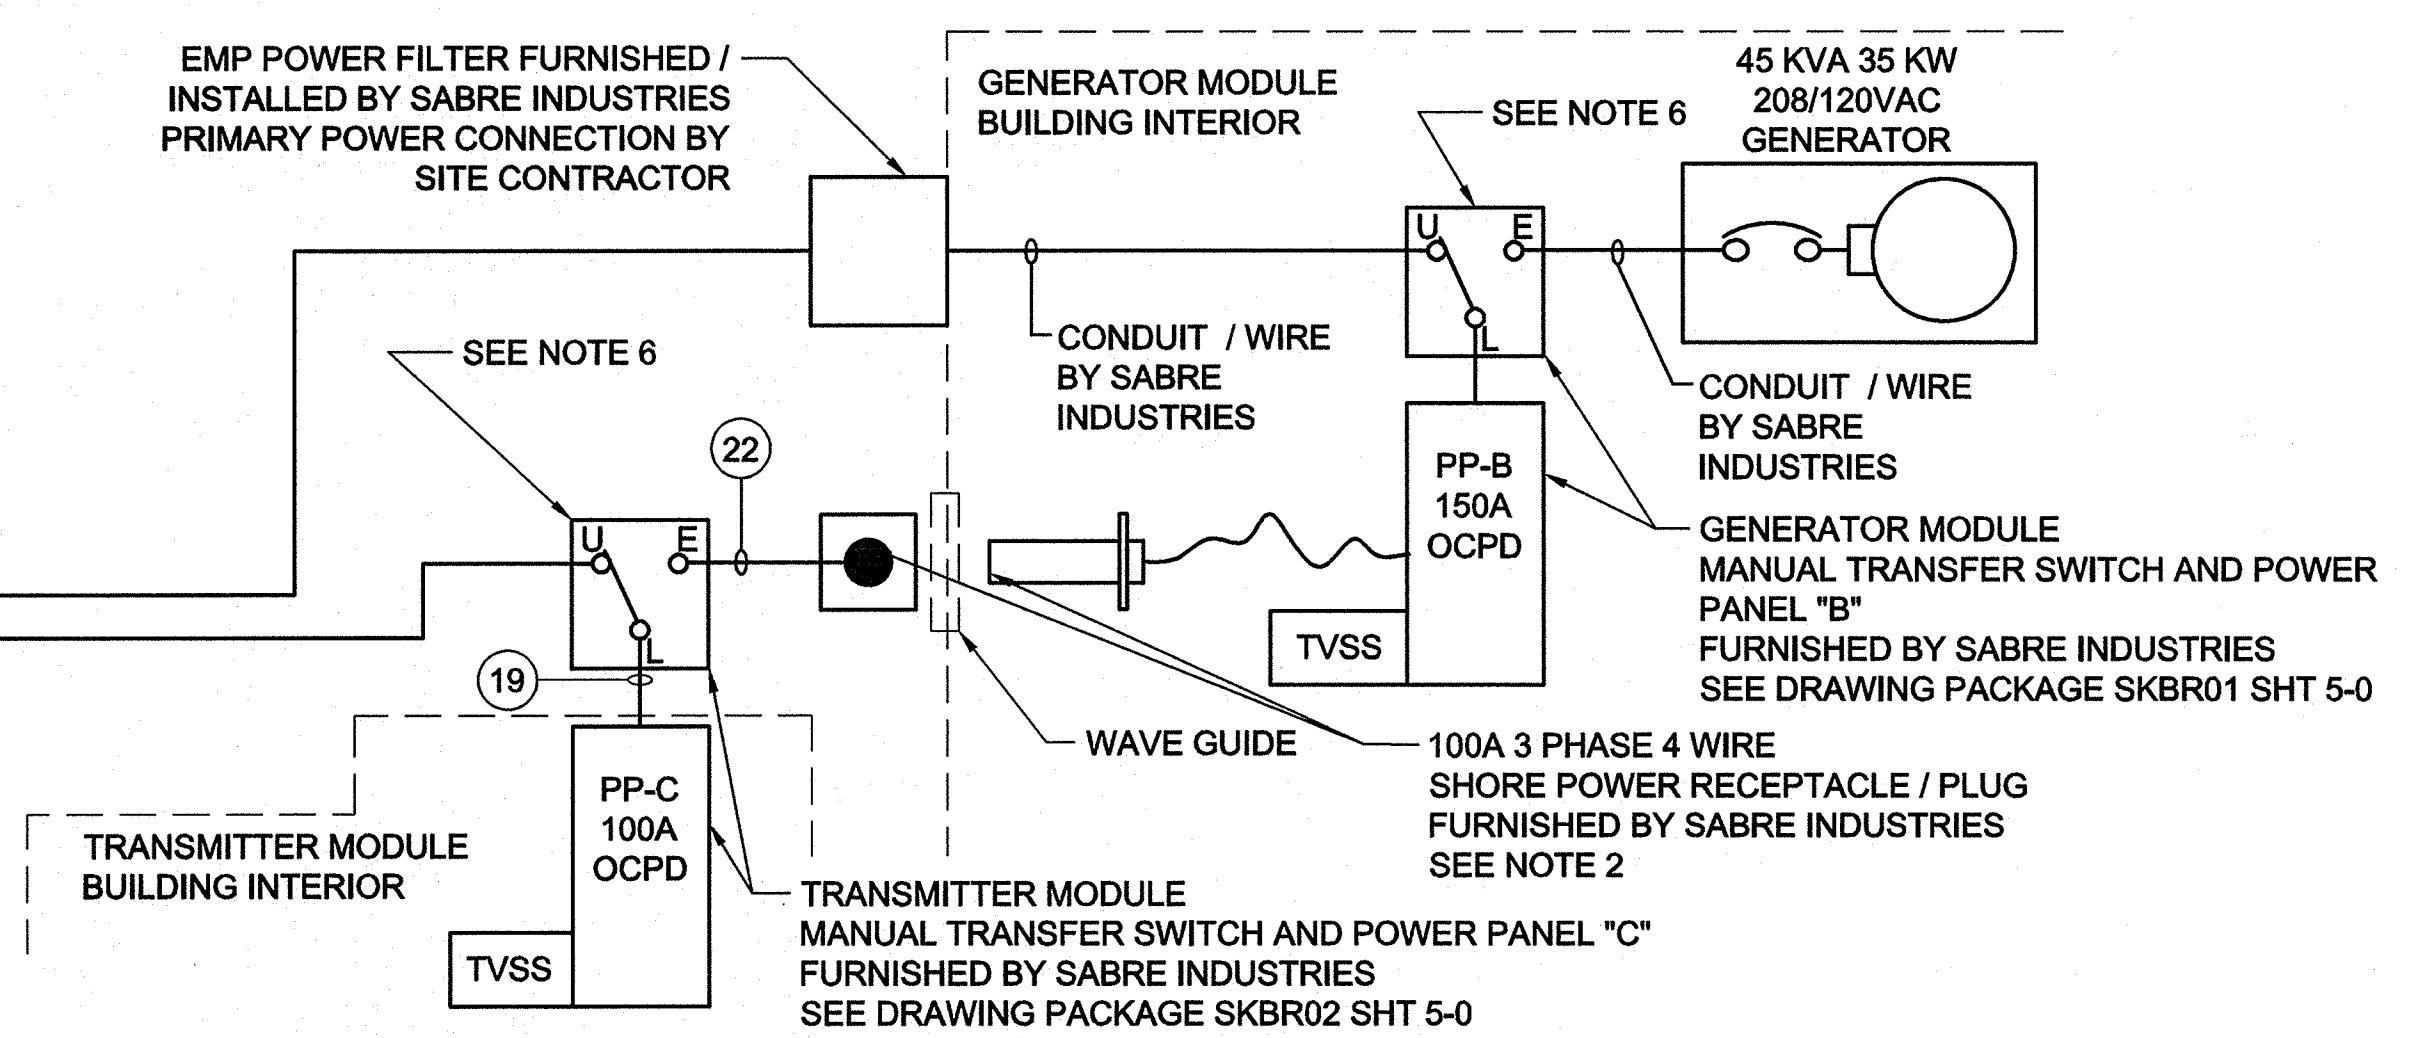 EMP POWER FILTER FURNISHED /
INSTALLED BY SABRE INDUSTRIES
PRIMARY POWER CONNECTION BY
SITE CONTRACTOR
GENERATOR MODULE
BUILDING INTERIOR
SEE NOTE 6
45 KVA 35 KW
208/120VAC
GENERATOR
U
E
L
CONDUIT / WIRE
BY SABRE
INDUSTRIES
CONDUIT / WIRE
BY SABRE
INDUSTRIES
SEE NOTE 6
22
U
E
L
19
PP-B
150A
OCPD
TVSS
GENERATOR MODULE
MANUAL TRANSFER SWITCH AND POWER
PANEL "B"
FURNISHED BY SABRE INDUSTRIES
SEE DRAWING PACKAGE SKBR01 SHT 5-0
WAVE GUIDE
100A 3 PHASE 4 WIRE
SHORE POWER RECEPTACLE / PLUG
FURNISHED BY SABRE INDUSTRIES
SEE NOTE 2
TRANSMITTER MODULE
BUILDING INTERIOR
PP-C
100A
OCPD
TVSS
TRANSMITTER MODULE
MANUAL TRANSFER SWITCH AND POWER PANEL "C"
FURNISHED BY SABRE INDUSTRIES
SEE DRAWING PACKAGE SKBR02 SHT 5-0